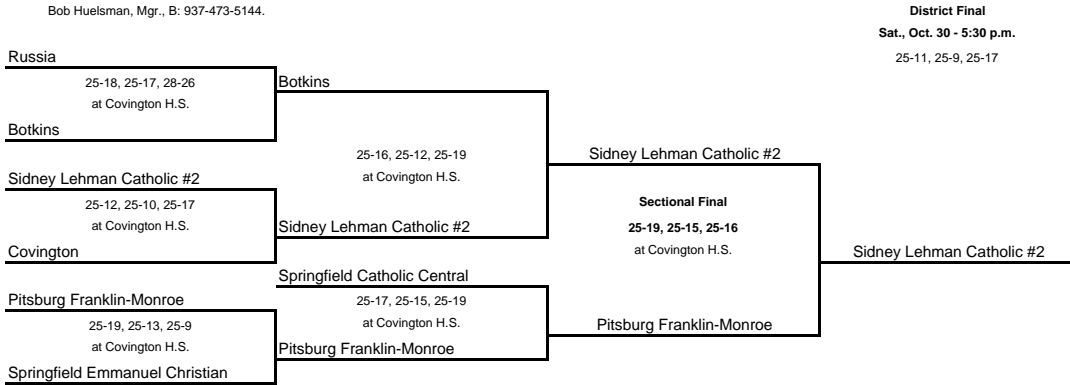 Bob Huelsman, Mgr., B: 937-473-5144.
District Final
Sat., Oct. 30 - 5:30 p.m.
25-11, 25-9, 25-17
Russia
25-18, 25-17, 28-26
at Covington H.S.
Botkins
Botkins
Sidney Lehman Catholic #2
25-12, 25-10, 25-17
at Covington H.S.
Covington
Botkins
25-16, 25-12, 25-19
at Covington H.S.
Sidney Lehman Catholic #2
Sidney Lehman Catholic #2
Sectional Final
25-19, 25-15, 25-16
at Covington H.S.
Sidney Lehman Catholic #2
Springfield Catholic Central
Pitsburg Franklin-Monroe
25-19, 25-13, 25-9
at Covington H.S.
Springfield Emmanuel Christian
25-17, 25-15, 25-19
at Covington H.S.
Pitsburg Franklin-Monroe
Pitsburg Franklin-Monroe